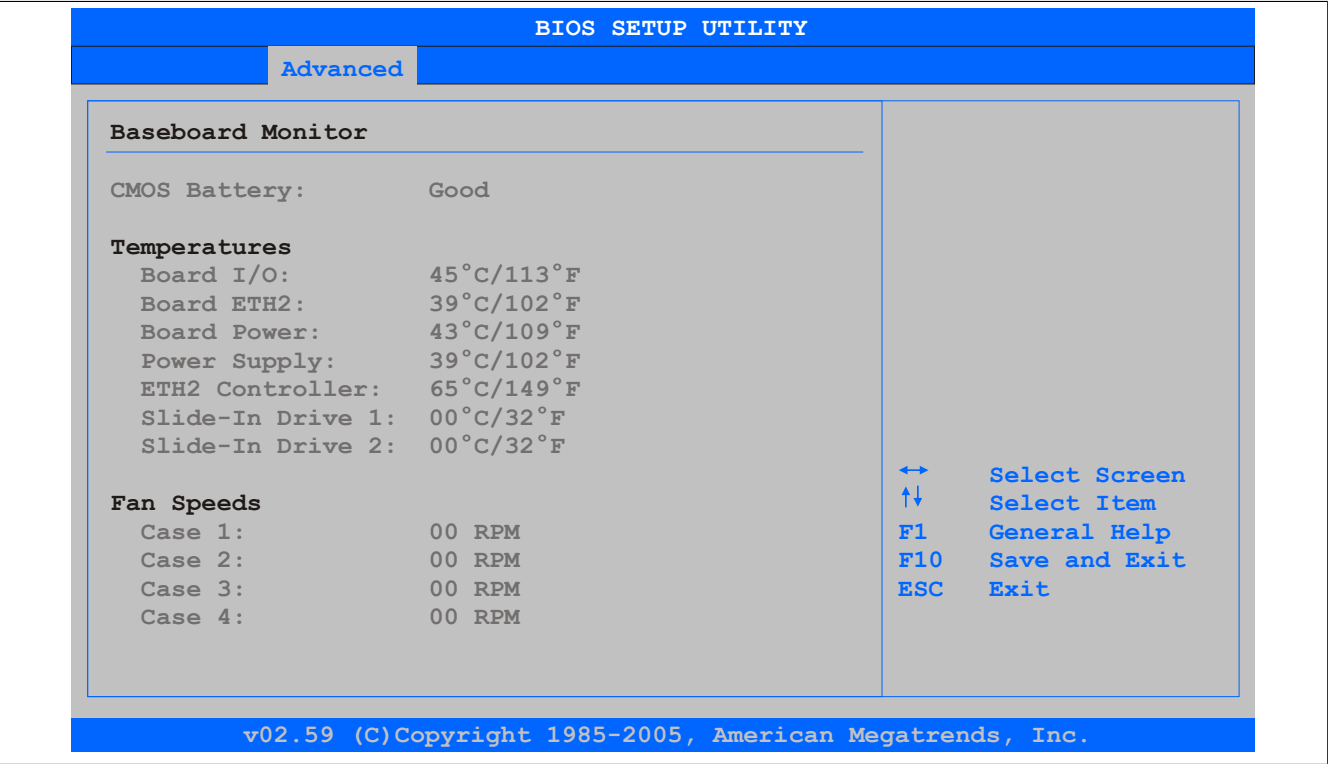 BIOS SETUP UTILITY
Advanced
Baseboard Monitor
CMOS Battery: Good
Temperatures
Board I/O: 45°C/113°F
Board ETH2: 39°C/102°F
Board Power: 43°C/109°F
Power Supply: 39°C/102°F
ETH2 Controller: 65°C/149°F
Slide-In Drive 1: 00°C/32°F
Slide-In Drive 2: 00°C/32°F
Fan Speeds
Case 1: 00 RPM
Case 2: 00 RPM
Case 3: 00 RPM
Case 4: 00 RPM
↔ Select Screen
↑↓ Select Item
F1 General Help
F10 Save and Exit
ESC Exit
v02.59 (C)Copyright 1985-2005, American Megatrends, Inc.